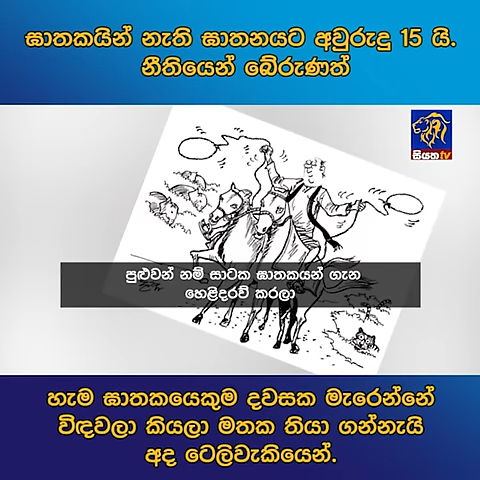 ඝාතකයින් නැති ඝාතනයට අවුරුදු 15 යි.
නීතියෙන් බේරුණත්
සියත tv
පුළුවන් නම් සාටක ඝාතකයන් ගැන
හෙළිදරව් කරලා
හැම ඝාතකයෙකුම දවසක මැරෙන්නේ
විඳවලා කියලා මතක තියා ගන්නැයි
අද ටෙලිවැකියෙන්.